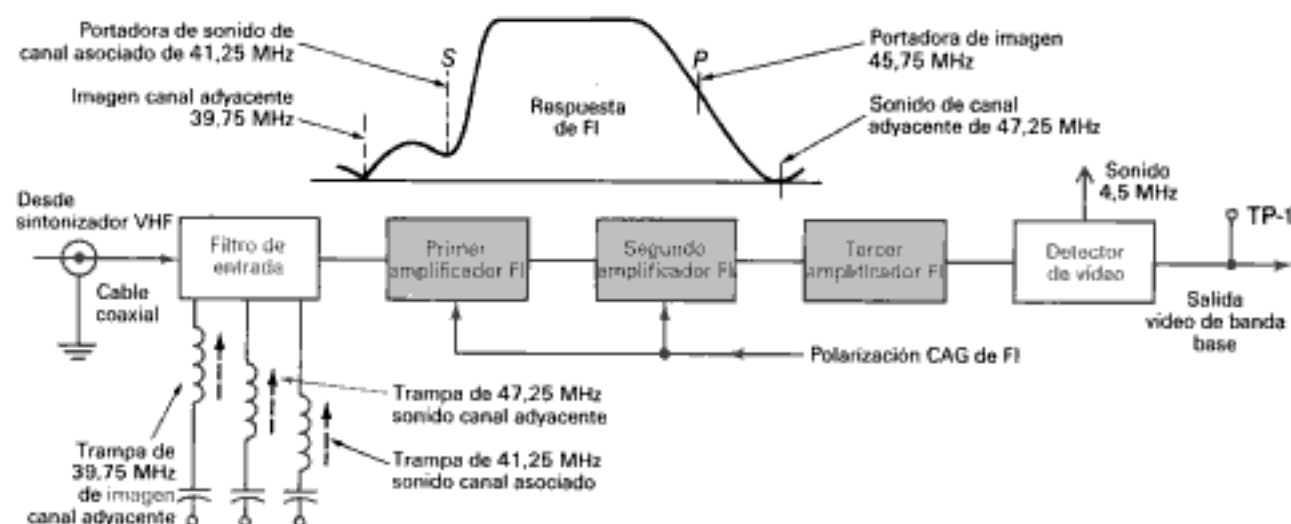 Portadora de sonido de
canal asociado de 41,25 MHz
S
P
Portadora de imagen
45,75 MHz
Imagen canal adyacente
39,75 MHz
Respuesta
de FI
Sonido de canal
adyacente de 47,25 MHz
Desde
sintonizador VHF
Filtro de
entrada
Primer
amplificador FI
Segundo
amplificador FI
Tercer
amplificador FI
Sonido
4,5 MHz
Detector
de vídeo
TP-1
Cable
coaxial
Salida
video de banda
base
Polarización CAG de FI
Trampa de 47,25 MHz
sonido canal adyacente
Trampa de
39,75 MHz
de imagen
canal adyacente
Trampa de 41,25 MHz
sonido canal asociado